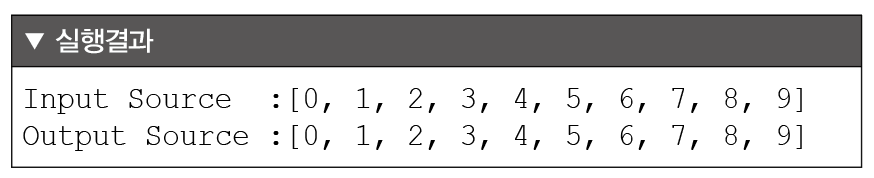 ▼ 실행결과
Input Source  :[0, 1, 2, 3, 4, 5, 6, 7, 8, 9]
Output Source :[0, 1, 2, 3, 4, 5, 6, 7, 8, 9]